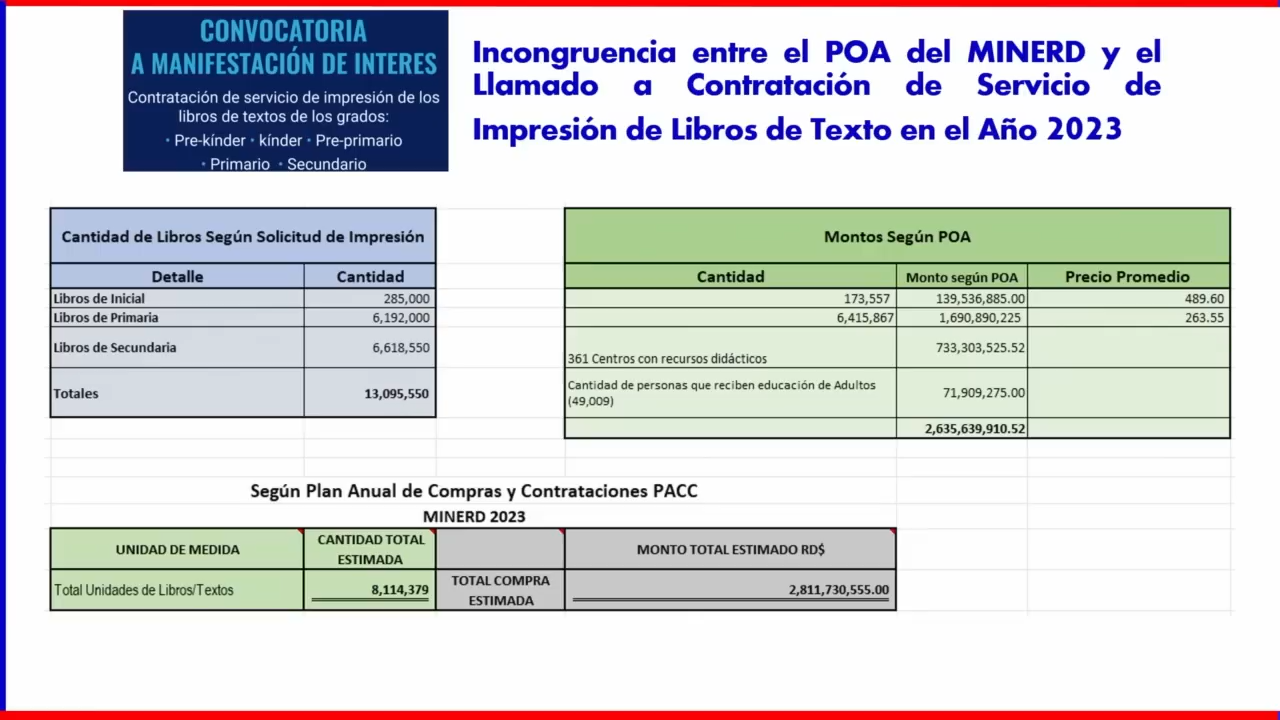 CONVOCATORIA
A MANIFESTACIÓN DE INTERES
Contratación de servicio de impresión de los
libros de textos de los grados:
· Pre-kínder · kínder · Pre-primario
· Primario · Secundario
Incongruencia entre el POA del MINERD y el
Llamado a Contratación de Servicio de
Impresión de Libros de Texto en el Año 2023
Cantidad de Libros Según Solicitud de Impresión
Detalle Cantidad
Libros de Inicial 285,000
Libros de Primaria 6,192,000
Libros de Secundaria 6,618,550
Totales 13,095,550
Montos Según POA
Cantidad Monto según POA Precio Promedio
173,557 139,536,885.00 489.60
6,415,867 1,690,890,225 263.55
361 Centros con recursos didácticos 733,303,525.52
Cantidad de personas que reciben educación de Adultos
(49,009) 71,909,275.00
2,635,639,910.52
Según Plan Anual de Compras y Contrataciones PACC
MINERD 2023
UNIDAD DE MEDIDA CANTIDAD TOTAL
ESTIMADA MONTO TOTAL ESTIMADO RD$
Total Unidades de Libros/Textos 8,114,379 TOTAL COMPRA
ESTIMADA 2,811,730,555.00